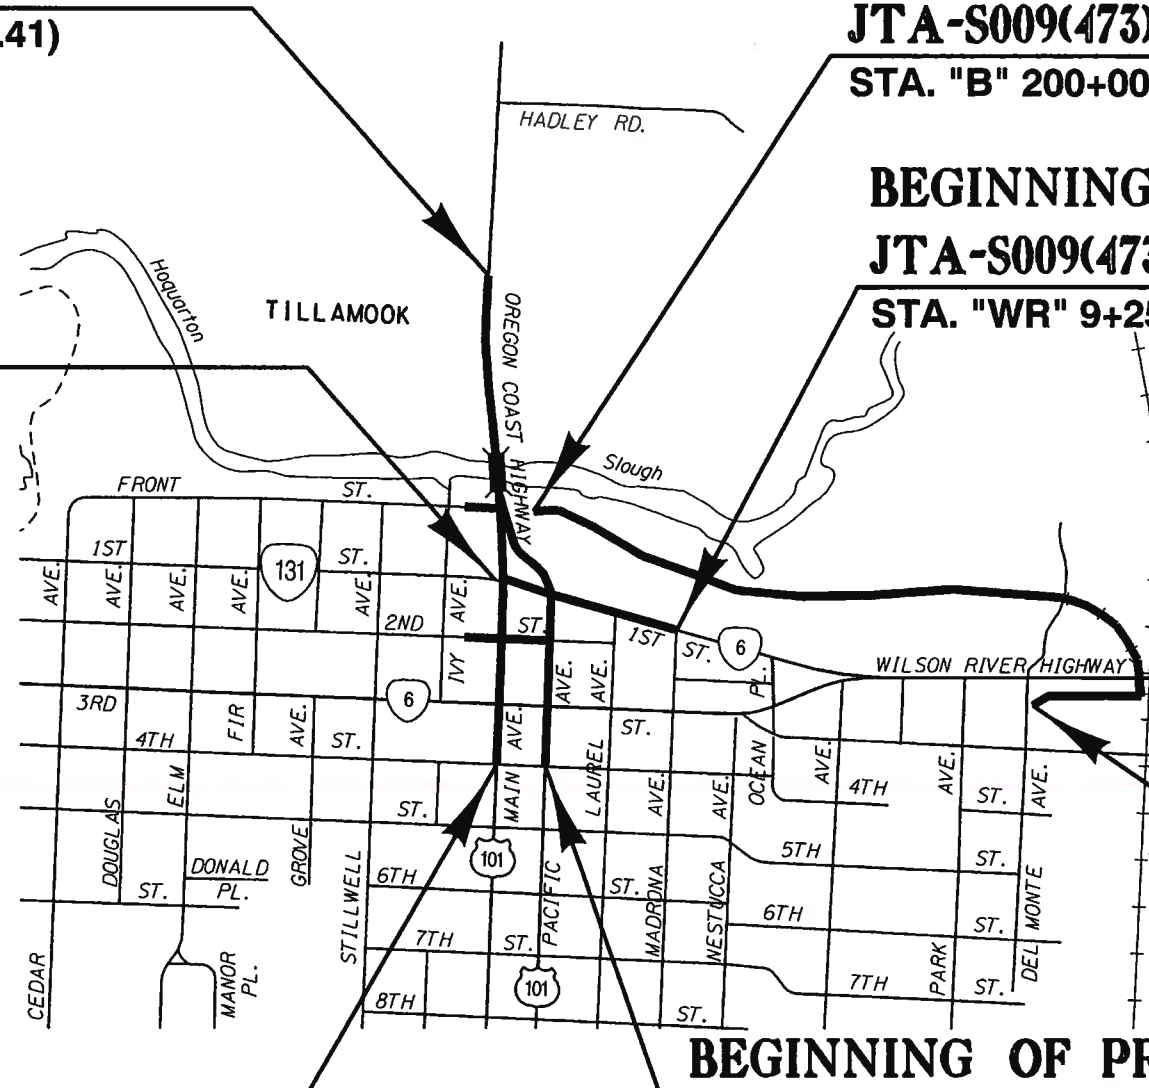 .41)
JTA-S009(473)
STA. "B" 200+00
HADLEY RD.
BEGINNING
JTA-S009(473
STA. "WR" 9+25
Hoquarton
TILLAMOOK
OREGON COAST HIGHWAY
Slough
FRONT ST.
1ST ST.
131
AVE.
AVE.
AVE.
AVE.
AVE.
AVE.
2ND ST.
1ST ST.
6
PL.
WILSON RIVER HIGHWAY
IVY
AVE.
AVE.
6
3RD ST.
FIR
AVE.
AVE.
4TH ST.
ELM
MAIN
LAUREL
AVE.
AVE.
OCEAN
AVE.
AVE.
AVE.
4TH ST.
DOUGLAS
ST.
101
5TH ST.
GROVE
DONALD PL.
ST.
STILLWELL
6TH ST.
PACIFIC
MADRONA
NESTUCCA
6TH ST.
DEL MONTE
7TH ST.
PARK
CEDAR
MANOR PL.
101
7TH ST.
8TH ST.
BEGINNING OF PR